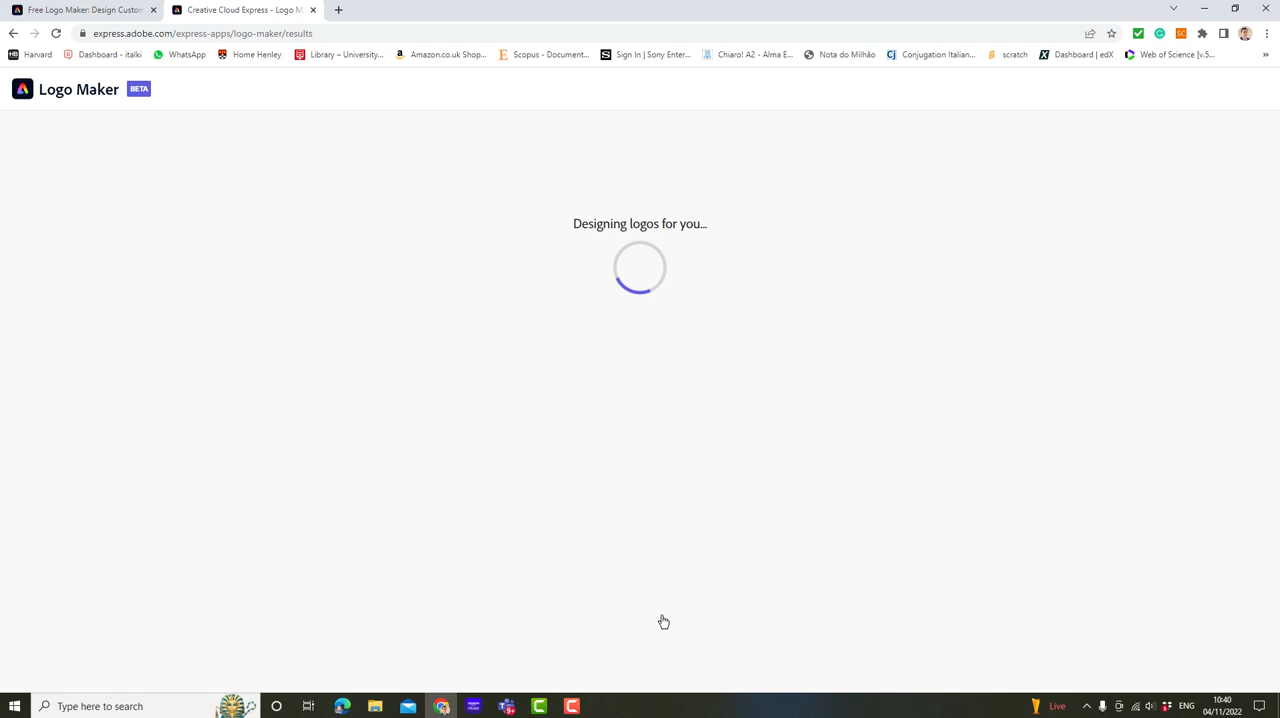 Free Logo Maker: Design Custom
Creative Cloud Express - Logo M
express.adobe.com/express-apps/logo-maker/results
HB Harvard
Dashboard - italki
WhatsApp
Home Henley
Library – University...
Amazon.co.uk Shop...
Scopus - Document...
Sign In | Sony Enter...
Chiaro! A2 - Alma E...
Nota do Milhão
Cj Conjugation Italian...
scratch
Dashboard | edX
Web of Science [v.5...
»
Logo Maker BETA
Designing logos for you...
Type here to search
Live
ENG
10:40
04/11/2022